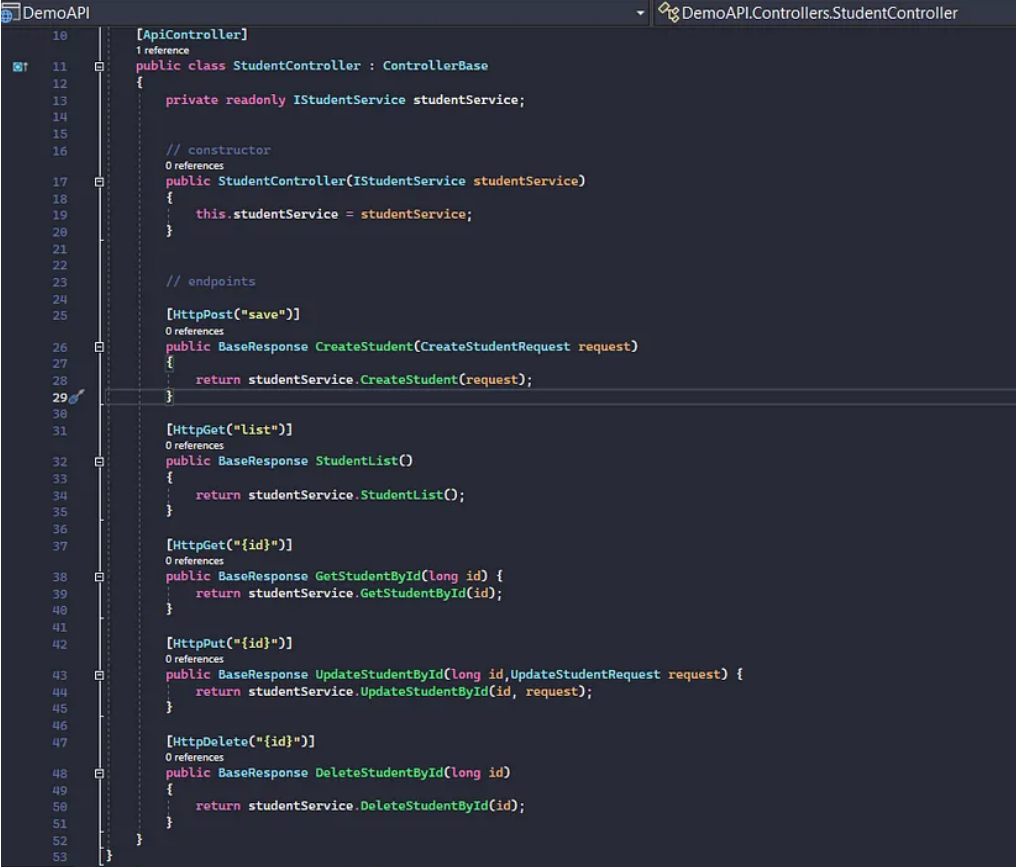 DemoAPI
DemoAPI.Controllers.StudentController
10 [ApiController]
1 reference
11 public class StudentController : ControllerBase
12 {
13 private readonly IStudentService studentService;
14
15
16 // constructor
0 references
17 public StudentController(IStudentService studentService)
18 {
19 this.studentService = studentService;
20 }
21
22
23 // endpoints
24
25 [HttpPost("save")]
0 references
26 public BaseResponse CreateStudent(CreateStudentRequest request)
27 {
28 return studentService.CreateStudent(request);
29 }
30
31 [HttpGet("list")]
0 references
32 public BaseResponse StudentList()
33 {
34 return studentService.StudentList();
35 }
36
37 [HttpGet("{id}")]
0 references
38 public BaseResponse GetStudentById(long id) {
39 return studentService.GetStudentById(id);
40 }
41
42 [HttpPut("{id}")]
0 references
43 public BaseResponse UpdateStudentById(long id,UpdateStudentRequest request) {
44 return studentService.UpdateStudentById(id, request);
45 }
46
47 [HttpDelete("{id}")]
0 references
48 public BaseResponse DeleteStudentById(long id)
49 {
50 return studentService.DeleteStudentById(id);
51 }
52 }
53 }